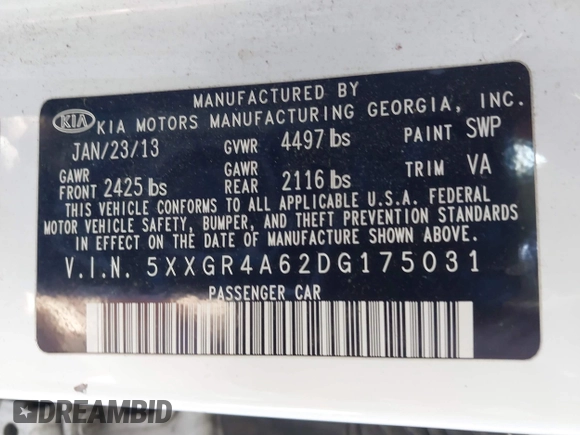 MANUFACTURED BY
KIA KIA MOTORS MANUFACTURING GEORGIA, INC.
JAN/23/13 GVWR 4497 lbs PAINT SWP
GAWR FRONT 2425 lbs GAWR REAR 2116 lbs TRIM VA
THIS VEHICLE CONFORMS TO ALL APPLICABLE U.S.A. FEDERAL
MOTOR VEHICLE SAFETY, BUMPER, AND THEFT PREVENTION STANDARDS
IN EFFECT ON THE DATE OF MANUFACTURE SHOWN ABOVE.
V.I.N. 5XXGR4A62DG175031
PASSENGER CAR
DREAMBID